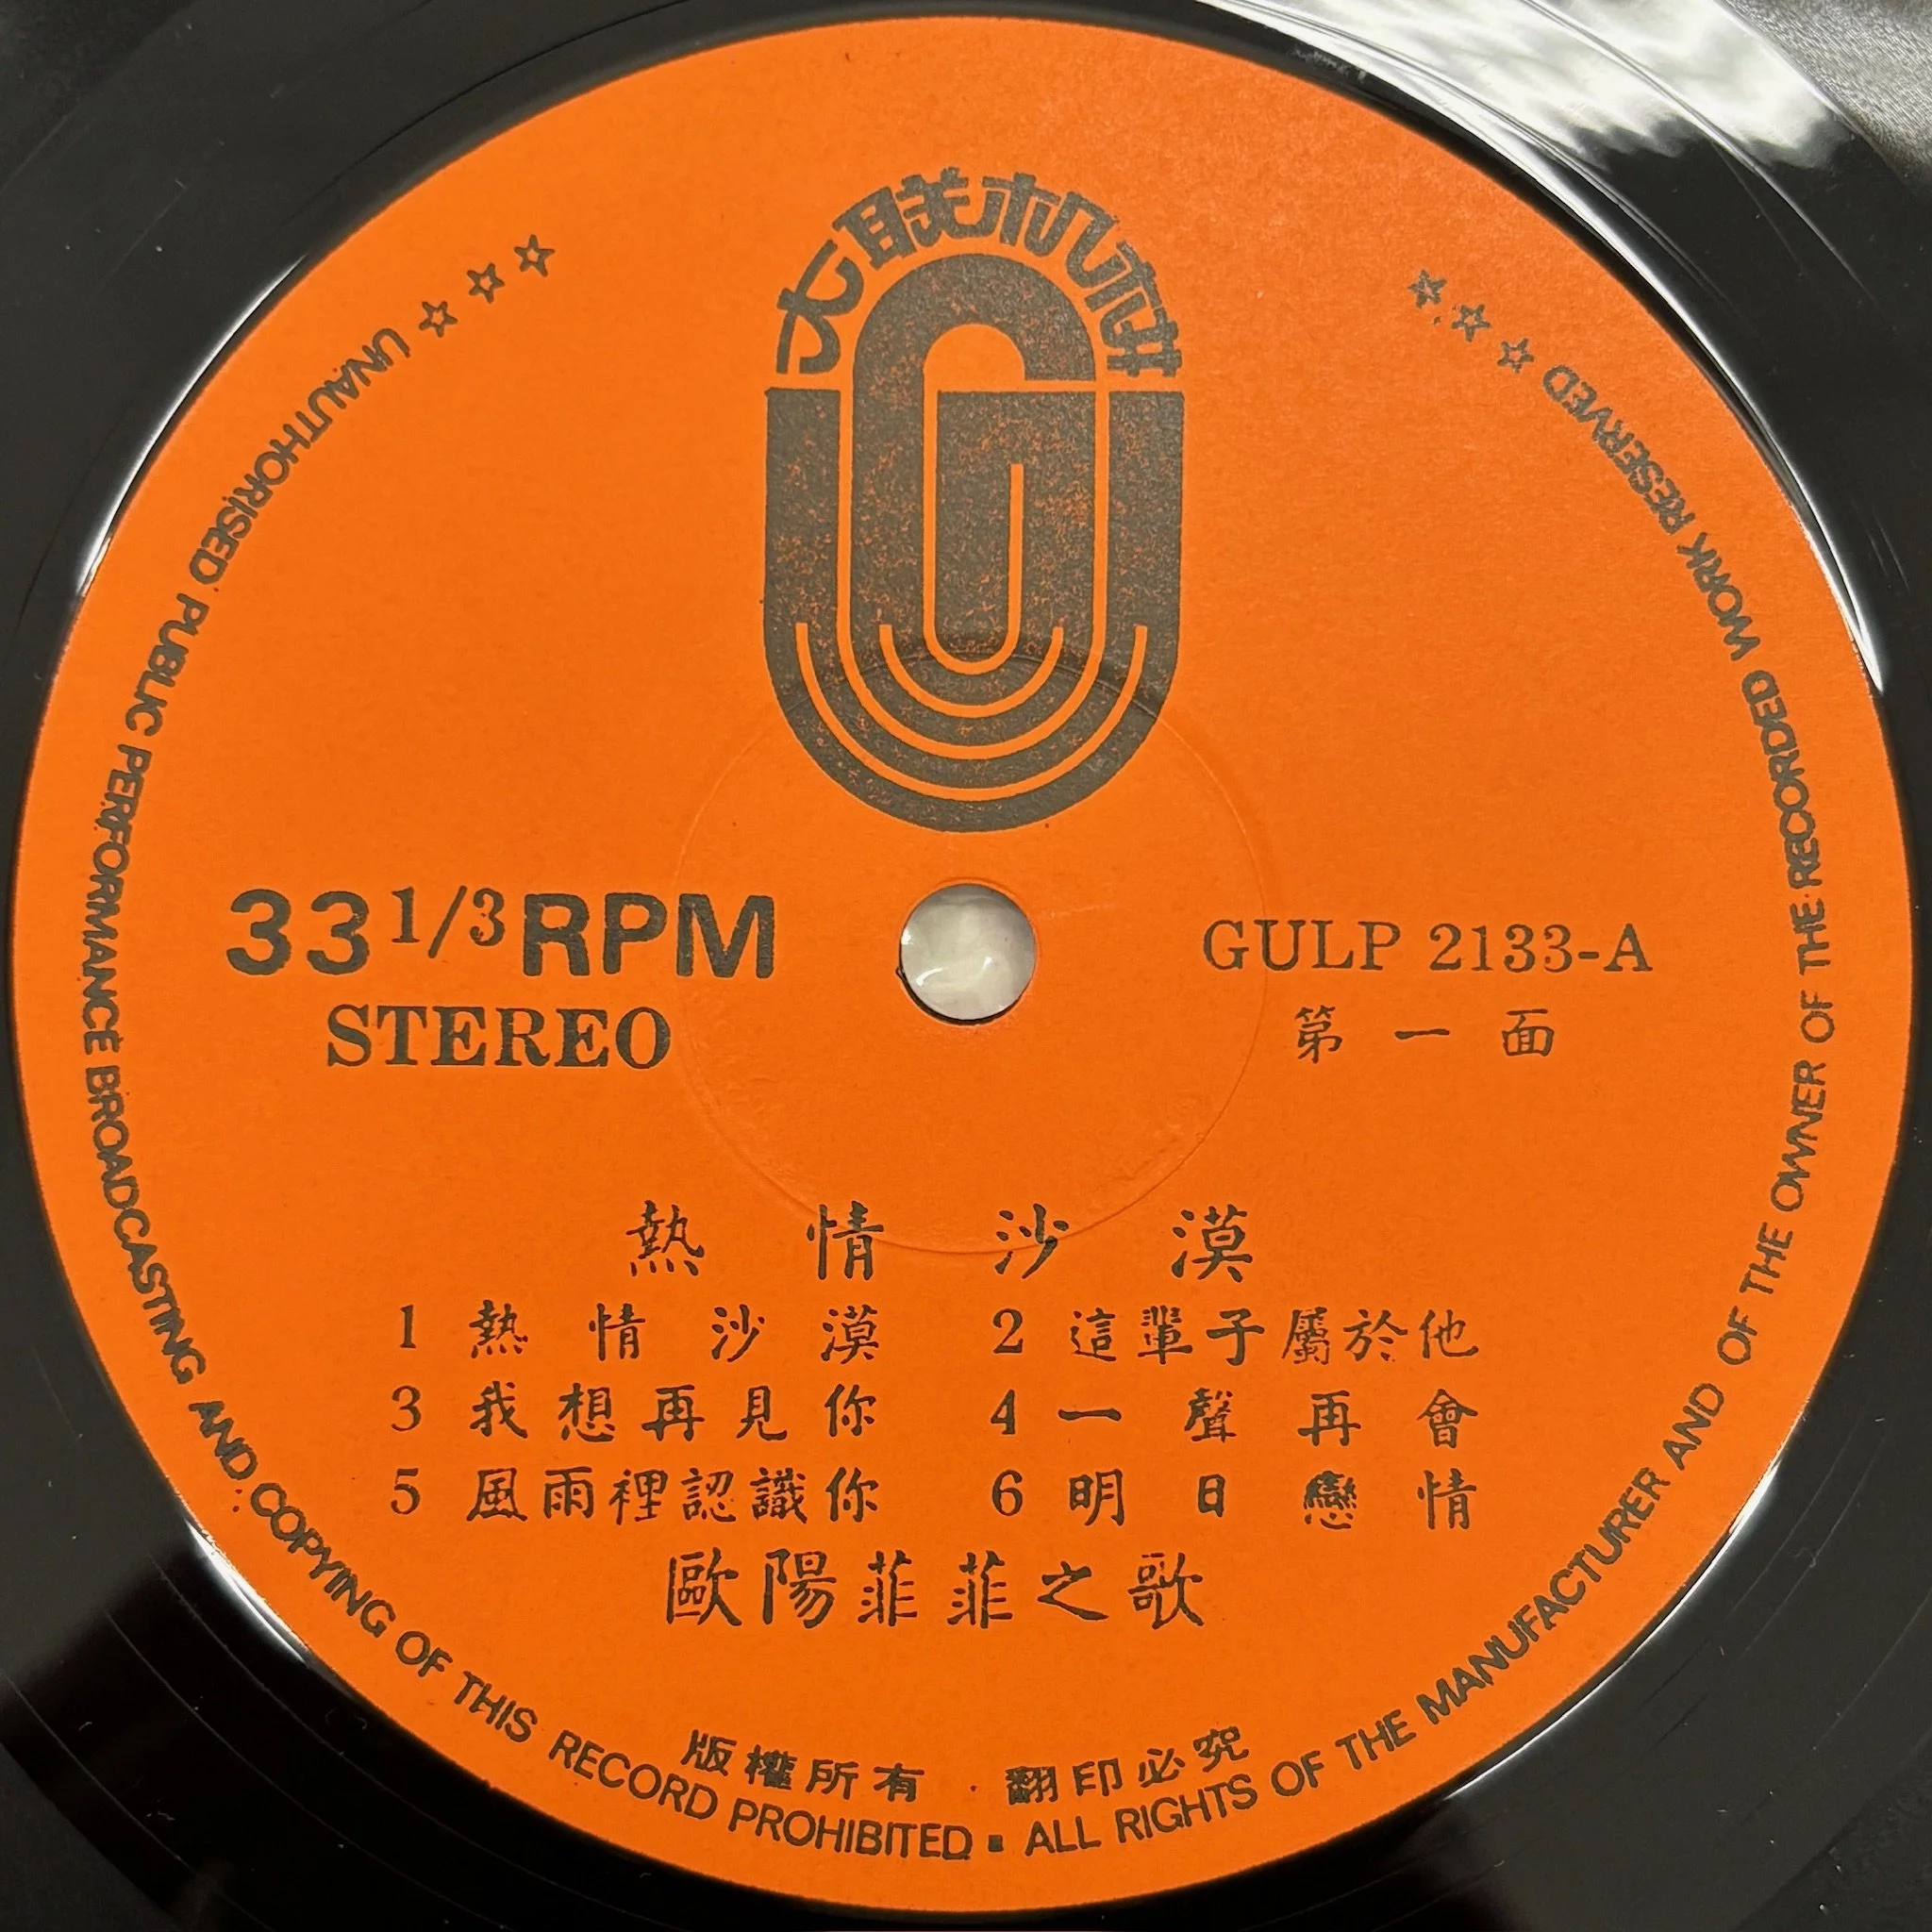 大联机构
☆ ☆ ☆ UNAUTHORISED PUBLIC PERFORMANCE BROADCASTING AND COPYING OF THIS RECORD PROHIBITED ▪ ALL RIGHTS OF THE MANUFACTURER AND OF THE OWNER OF THE RECORDED WORK RESERVED ☆ ☆ ☆
33 1/3 RPM
STEREO
GULP 2133-A
第一面
熱情沙漠
1 熱情沙漠 2 這輩子屬於他
3 我想再見你 4 一聲再會
5 風雨裡認識你 6 明日戀情
歐陽菲菲之歌
版權所有 · 翻印必究